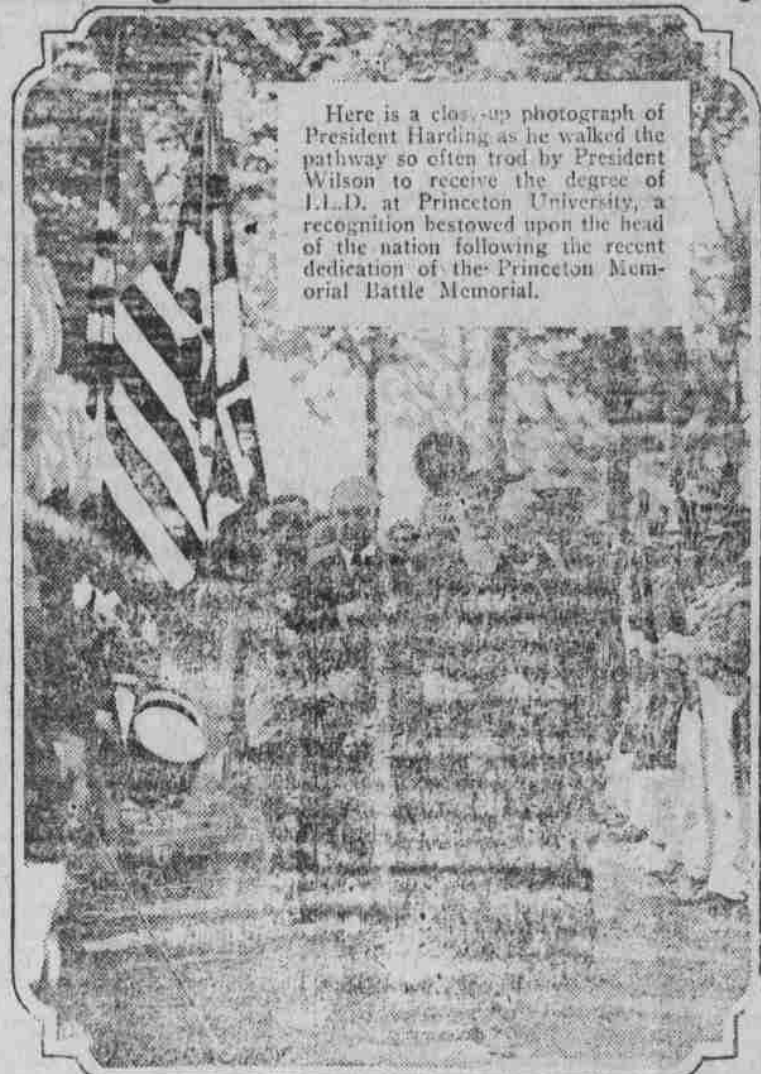 Here is a close-up photograph of
President Harding as he walked the
pathway so often trod by President
Wilson to receive the degree of
LL.D. at Princeton University, a
recognition bestowed upon the head
of the nation following the recent
dedication of the Princeton Mem-
orial Battle Memorial.